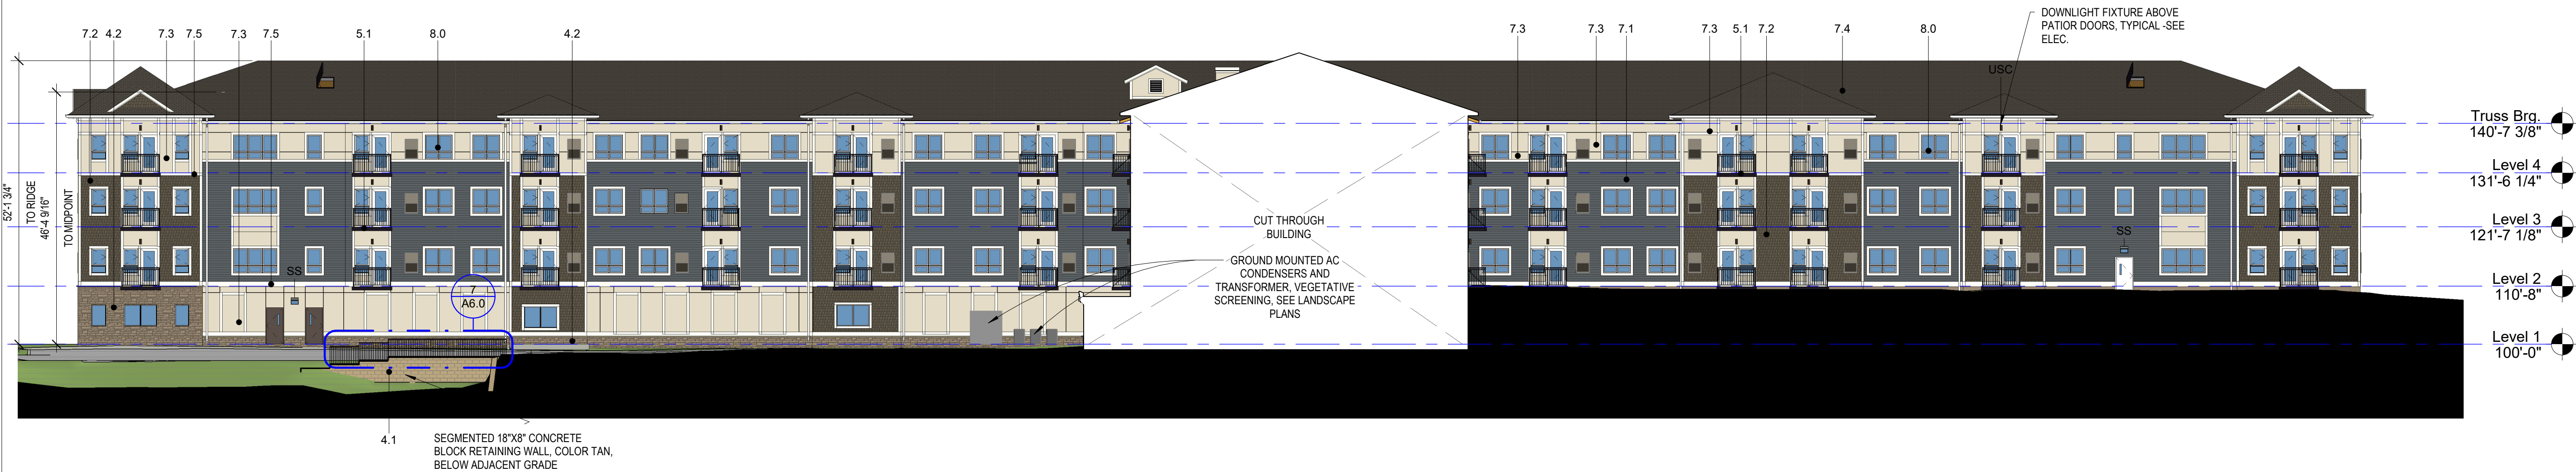 7.2 4.2 7.3 7.5 7.3 7.5 5.1 8.0 4.2 7.3 7.3 7.1 7.3 5.1 7.2 7.4 8.0
DOWNLIGHT FIXTURE ABOVE
PATIOR DOORS, TYPICAL -SEE
ELEC.
USC
52'-1 3/4"
TO RIDGE
46'-4 9/16"
TO MIDPOINT
Truss Brg.
140'-7 3/8"
Level 4
131'-6 1/4"
Level 3
121'-7 1/8"
Level 2
110'-8"
Level 1
100'-0"
CUT THROUGH
BUILDING
GROUND MOUNTED AC
CONDENSERS AND
TRANSFORMER, VEGETATIVE
SCREENING, SEE LANDSCAPE
PLANS
SS
SS
7
A6.0
4.1
SEGMENTED 18"X8" CONCRETE
BLOCK RETAINING WALL, COLOR TAN,
BELOW ADJACENT GRADE